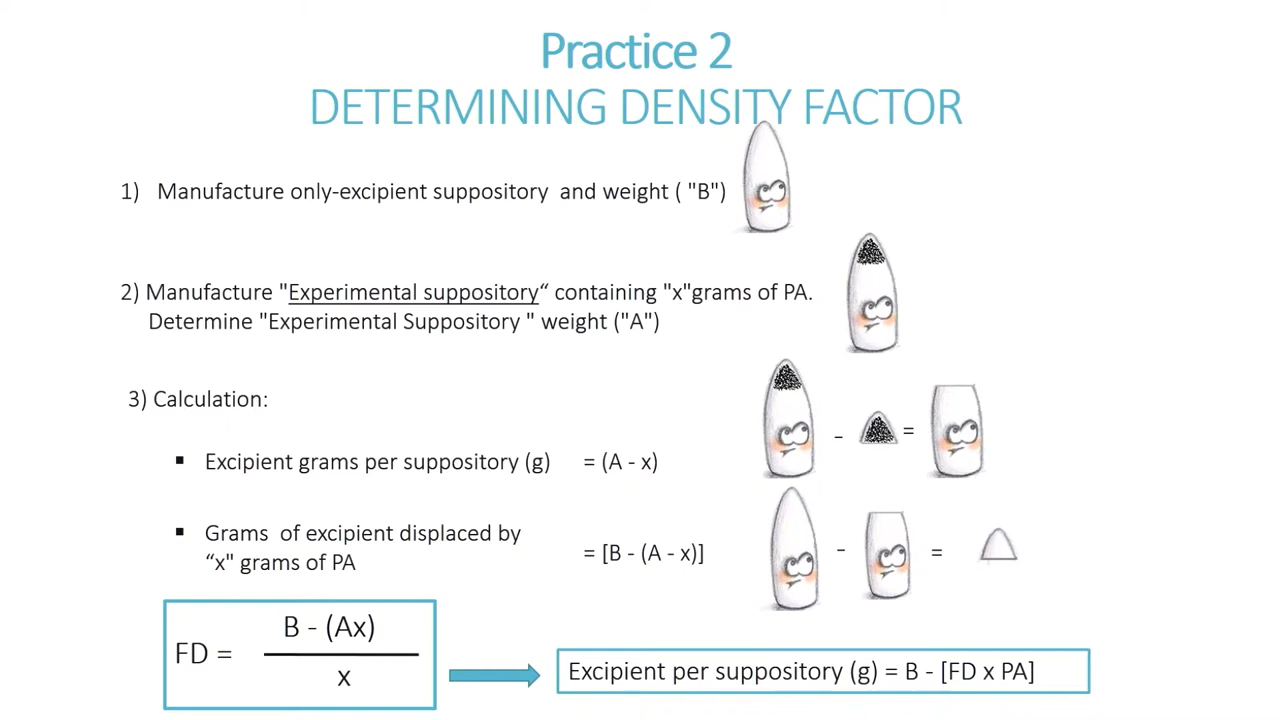 Practice 2
DETERMINING DENSITY FACTOR
1) Manufacture only-excipient suppository and weight ( "B")
2) Manufacture "Experimental suppository“ containing "x"grams of PA.
Determine "Experimental Suppository " weight ("A")
3) Calculation:
- =
▪ Excipient grams per suppository (g) = (A - x)
▪ Grams of excipient displaced by
“x" grams of PA = [B - (A - x)]
- =
FD = B - (Ax)
x
Excipient per suppository (g) = B - [FD x PA]